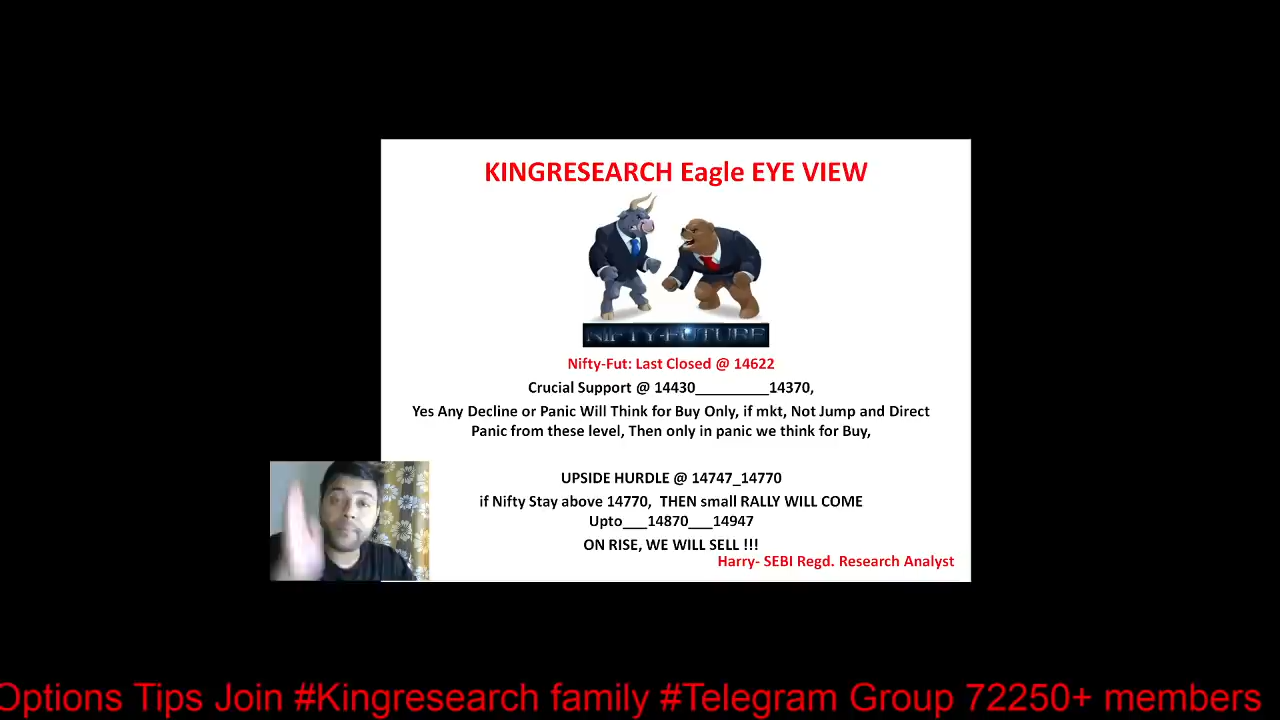 KINGRESEARCH Eagle EYE VIEW
NIFTY-FUTURE
Nifty-Fut: Last Closed @ 14622
Crucial Support @ 14430_________14370,
Yes Any Decline or Panic Will Think for Buy Only, if mkt, Not Jump and Direct
Panic from these level, Then only in panic we think for Buy,
UPSIDE HURDLE @ 14747_14770
if Nifty Stay above 14770, THEN small RALLY WILL COME
Upto___14870___14947
ON RISE, WE WILL SELL !!!
Harry- SEBI Regd. Research Analyst
Options Tips Join #Kingresearch family #Telegram Group 72250+ members